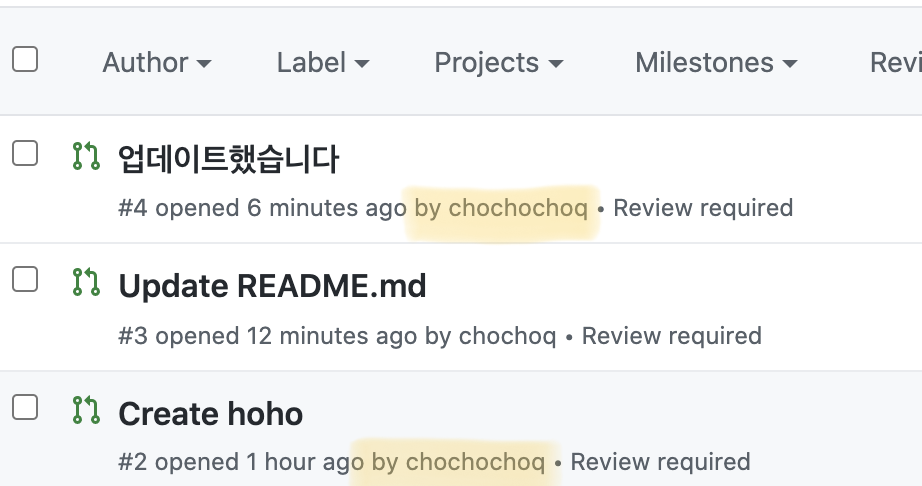 Author Label Projects Milestones Revi
업데이트했습니다
#4 opened 6 minutes ago by chochochoq • Review required
Update README.md
#3 opened 12 minutes ago by chochoq • Review required
Create hoho
#2 opened 1 hour ago by chochochoq • Review required